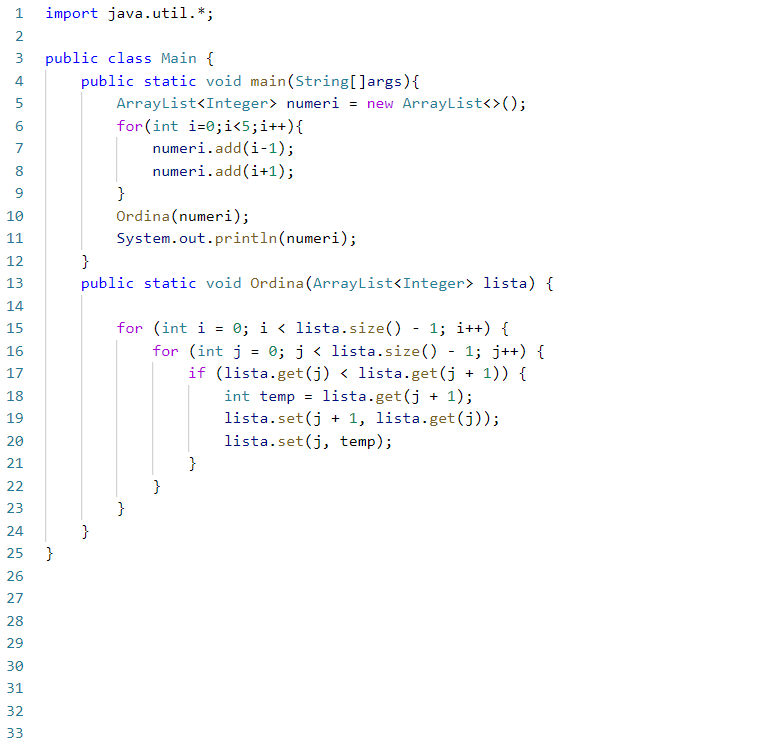 1 import java.util.*;
2
3 public class Main {
4 public static void main(String[]args){
5 ArrayList<Integer> numeri = new ArrayList<>();
6 for(int i=0;i<5;i++){
7 numeri.add(i-1);
8 numeri.add(i+1);
9 }
10 Ordina(numeri);
11 System.out.println(numeri);
12 }
13 public static void Ordina(ArrayList<Integer> lista) {
14
15 for (int i = 0; i < lista.size() - 1; i++) {
16 for (int j = 0; j < lista.size() - 1; j++) {
17 if (lista.get(j) < lista.get(j + 1)) {
18 int temp = lista.get(j + 1);
19 lista.set(j + 1, lista.get(j));
20 lista.set(j, temp);
21 }
22 }
23 }
24 }
25 }
26
27
28
29
30
31
32
33